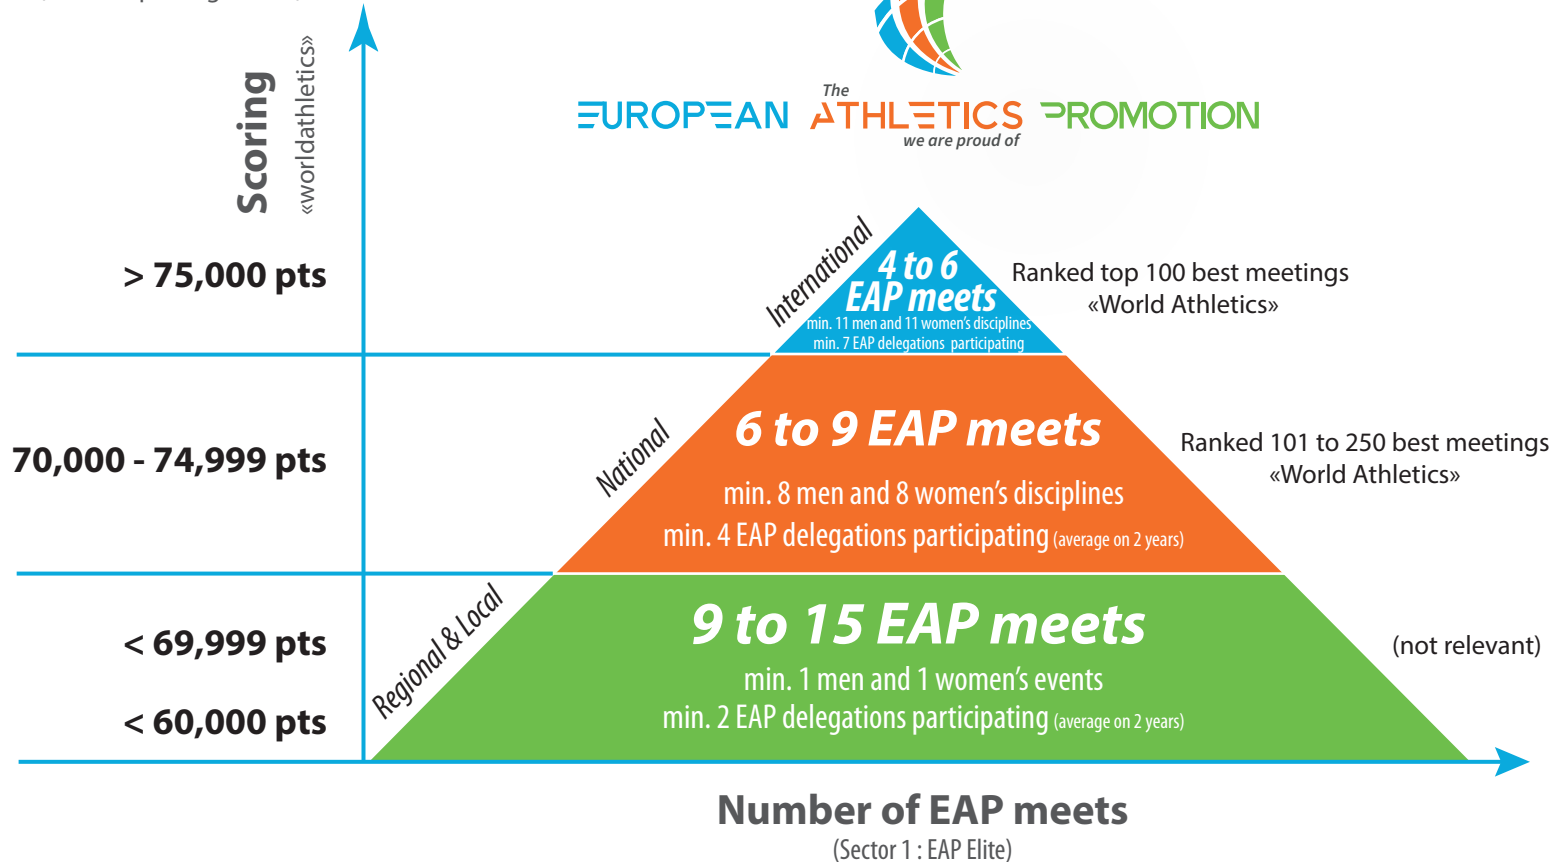 Scoring
«worldathletics»
The
EUROPEAN ATHLETICS PROMOTION
we are proud of
> 75,000 pts
International
4 to 6
EAP meets
min. 11 men and 11 women's disciplines
min. 7 EAP delegations participating
Ranked top 100 best meetings
«World Athletics»
70,000 - 74,999 pts
National
6 to 9 EAP meets
min. 8 men and 8 women's disciplines
min. 4 EAP delegations participating (average on 2 years)
Ranked 101 to 250 best meetings
«World Athletics»
< 69,999 pts
< 60,000 pts
Regional & Local
9 to 15 EAP meets
min. 1 men and 1 women's events
min. 2 EAP delegations participating (average on 2 years)
(not relevant)
Number of EAP meets
(Sector 1 : EAP Elite)